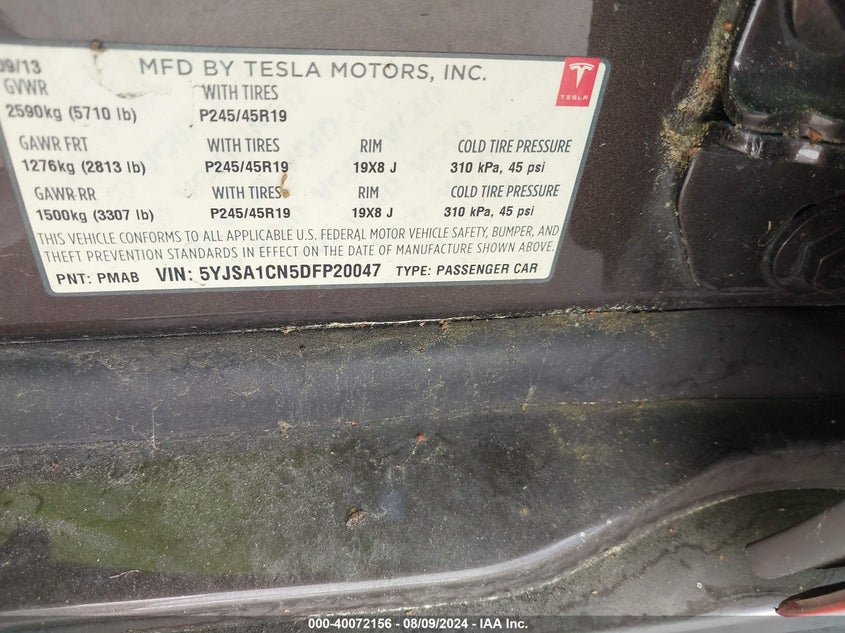 09/13 MFD BY TESLA MOTORS, INC.
GVWR WITH TIRES
2590kg (5710 lb) P245/45R19
TESLA
GAWR FRT WITH TIRES RIM COLD TIRE PRESSURE
1276kg (2813 lb) P245/45R19 19X8 J 310 kPa, 45 psi
GAWR RR WITH TIRES RIM COLD TIRE PRESSURE
1500kg (3307 lb) P245/45R19 19X8 J 310 kPa, 45 psi
THIS VEHICLE CONFORMS TO ALL APPLICABLE U.S. FEDERAL MOTOR VEHICLE SAFETY, BUMPER, AND
THEFT PREVENTION STANDARDS IN EFFECT ON THE DATE OF MANUFACTURE SHOWN ABOVE.
PNT: PMAB VIN: 5YJSA1CN5DFP20047 TYPE: PASSENGER CAR
000-40072156 - 08/09/2024 - IAA Inc.